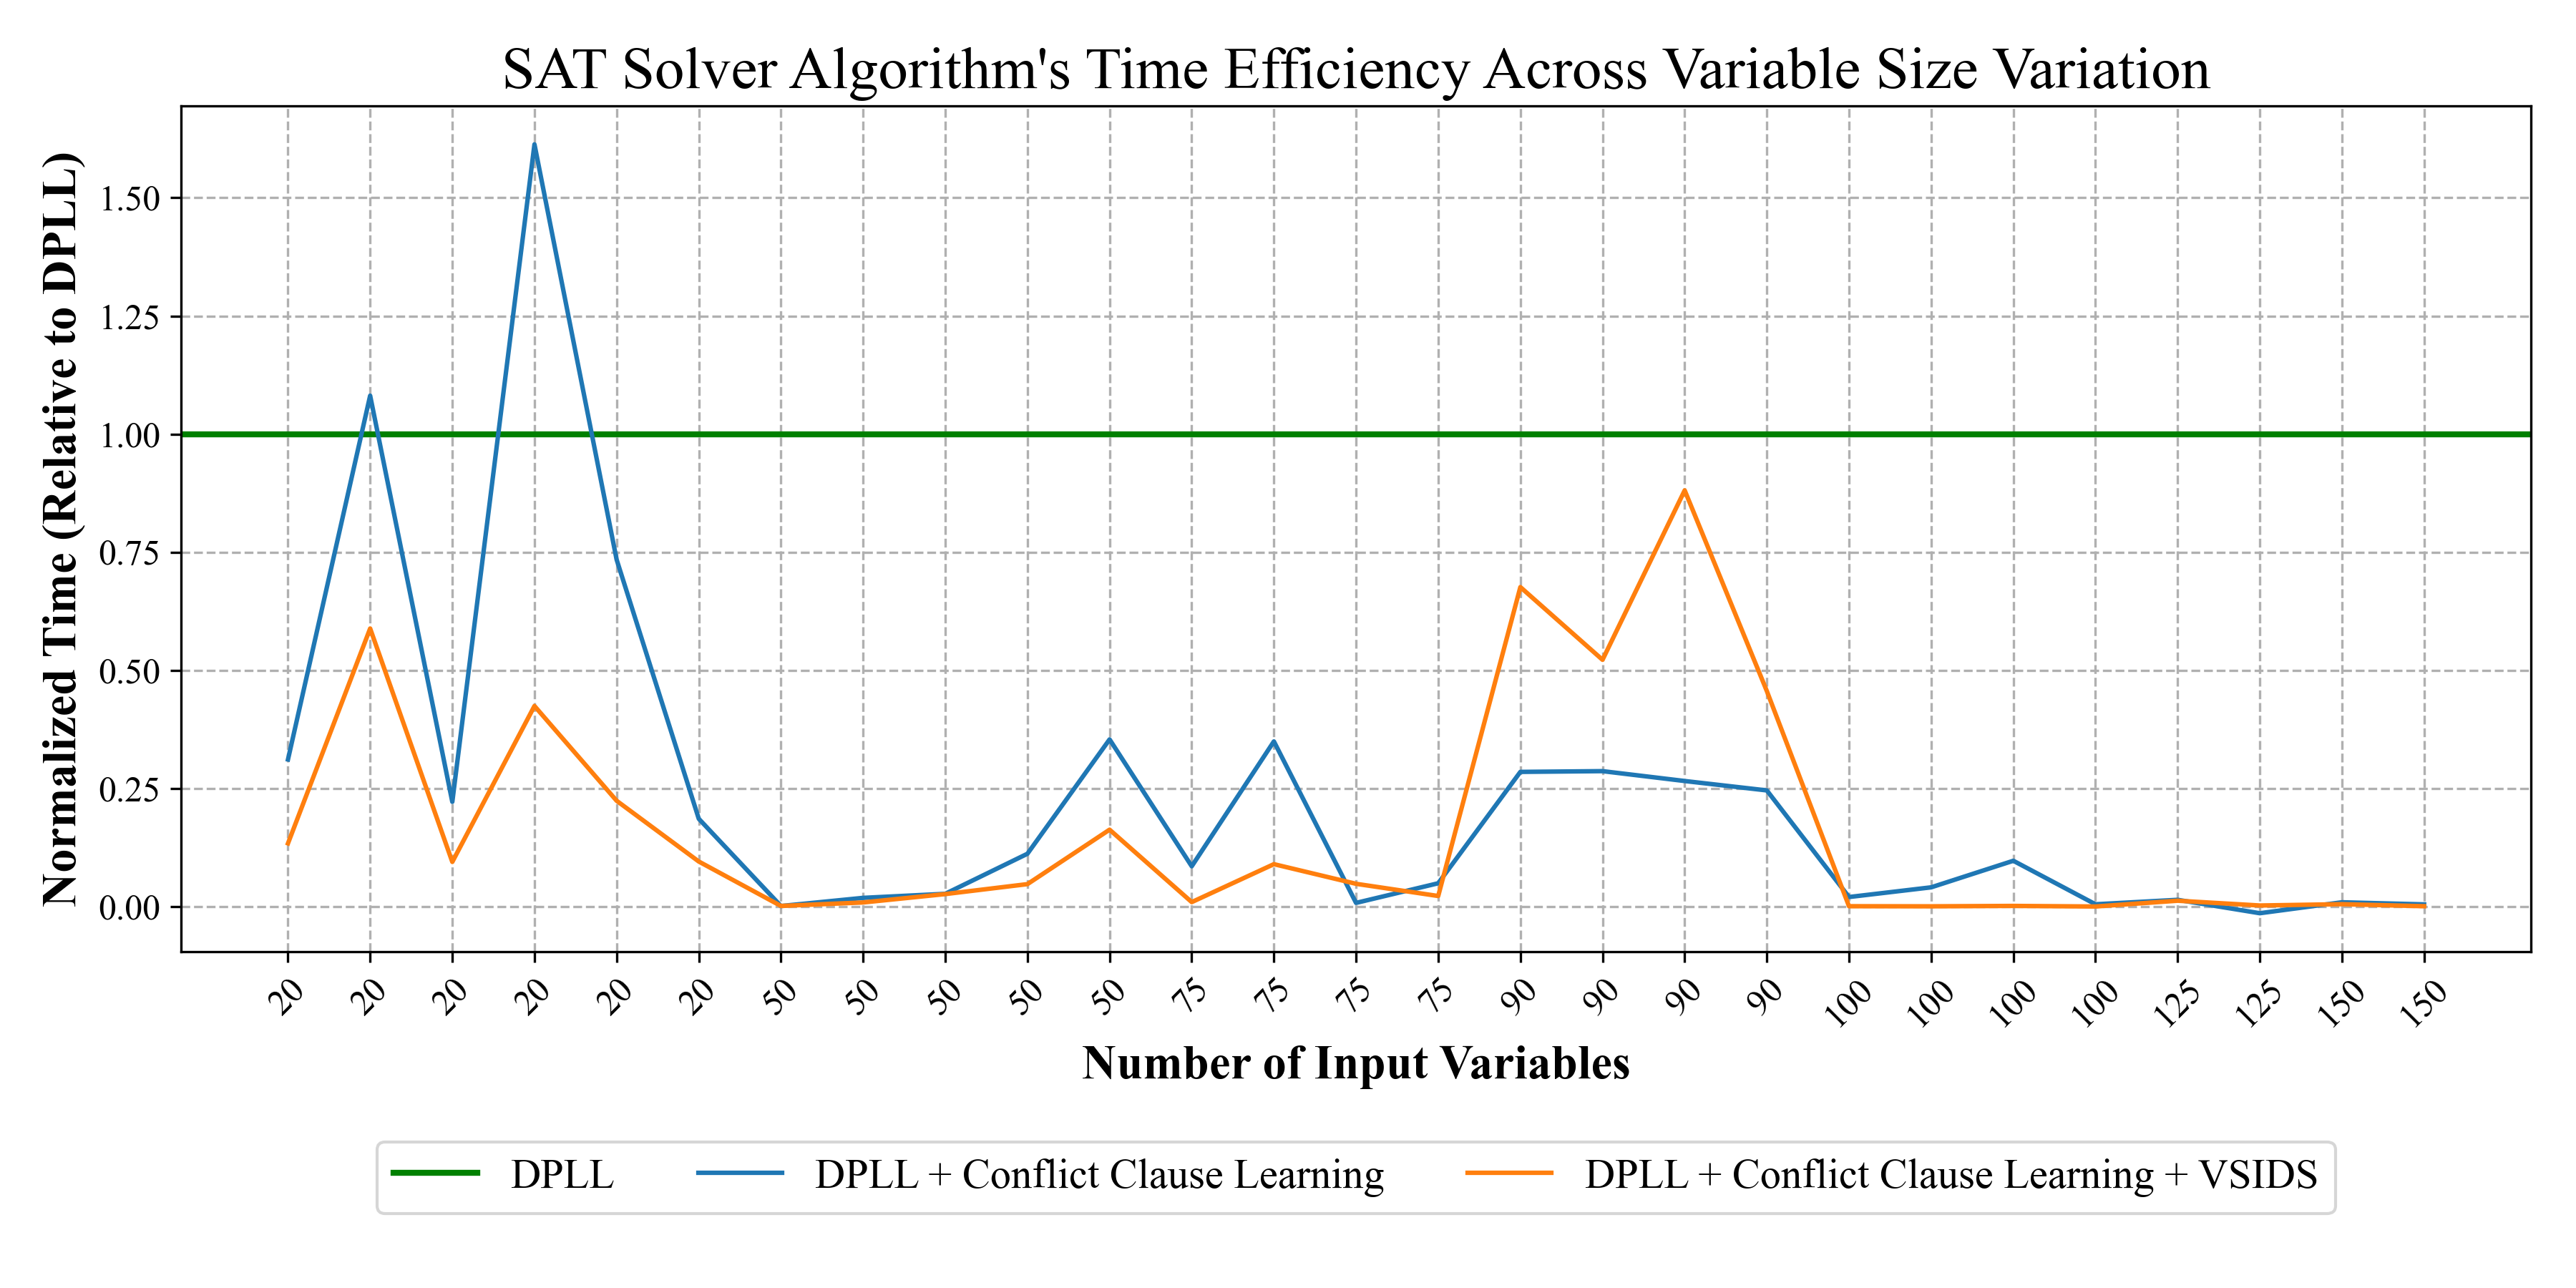 SAT Solver Algorithm's Time Efficiency Across Variable Size Variation
Normalized Time (Relative to DPLL)
1.50
1.25
1.00
0.75
0.50
0.25
0.00
20 20 20 20 20 20 50 50 50 50 50 75 75 75 75 90 90 90 90 100 100 100 100 125 125 150 150
Number of Input Variables
DPLL DPLL + Conflict Clause Learning DPLL + Conflict Clause Learning + VSIDS